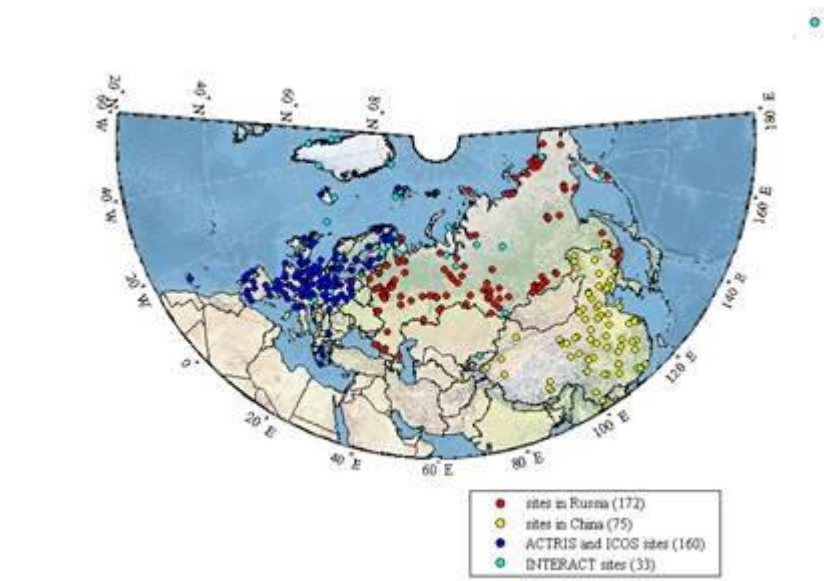 20° N
40° N
60° N
80° N
60° W
180° E
40° W
160° E
20° W
140° E
0°
120° E
20° E
100° E
40° E
60° E
80° E
sites in Russia (172)
sites in China (75)
ACTRIS and ICOS sites (160)
INTERACT sites (33)